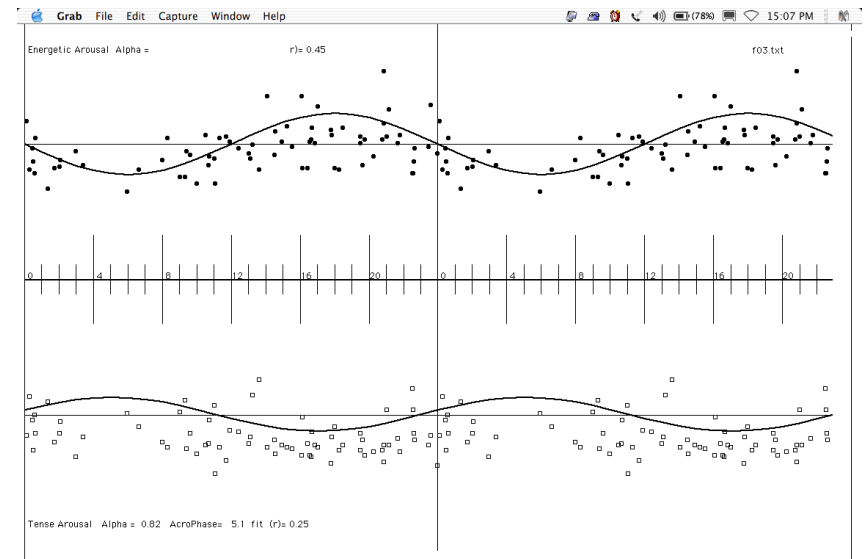 Grab File Edit Capture Window Help (78%) 15:07 PM
Energetic Arousal Alpha = r)= 0.45 f03.txt
0 4 8 12 16 20 0 4 8 12 16 20
Tense Arousal Alpha = 0.82 AcroPhase= 5.1 fit (r)= 0.25